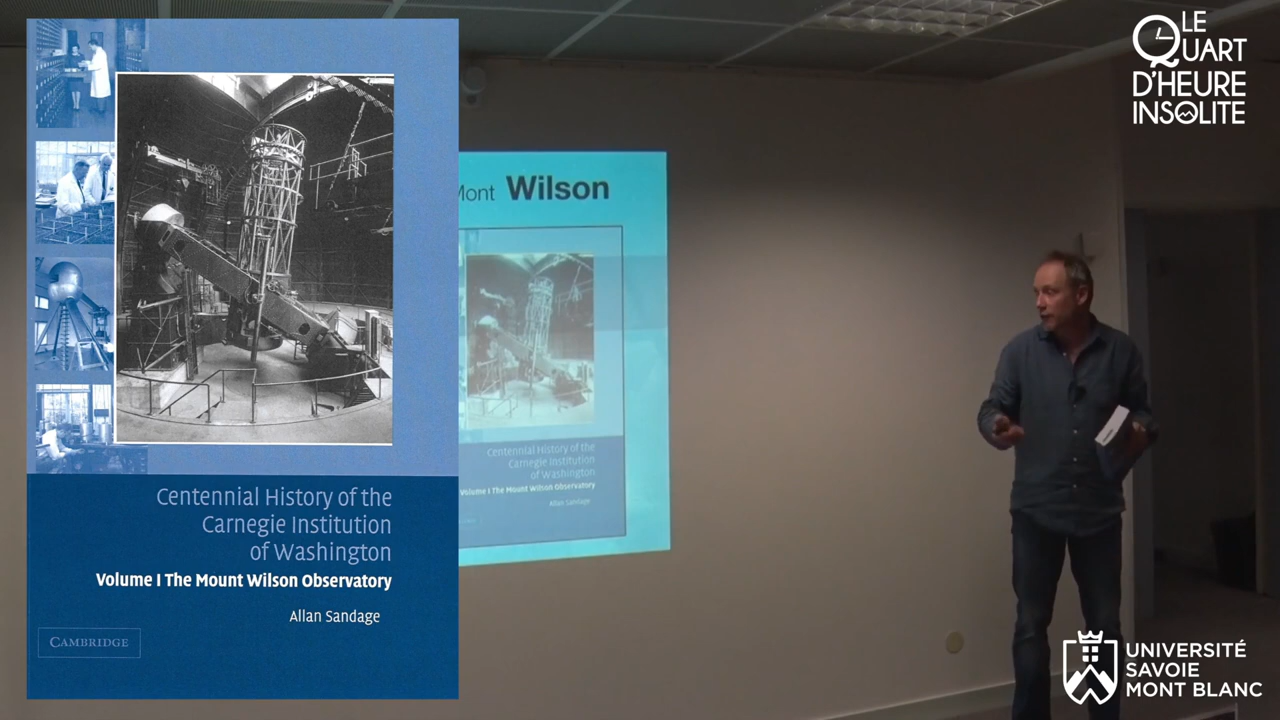 Centennial History of the
Carnegie Institution
of Washington
Volume I The Mount Wilson Observatory
Allan Sandage
CAMBRIDGE
Mont Wilson
Centennial History of the
Carnegie Institution
of Washington
Volume I The Mount Wilson Observatory
Allan Sandage
LE
QUART
D'HEURE
INSOLITE
UNIVERSITÉ
SAVOIE
MONT BLANC